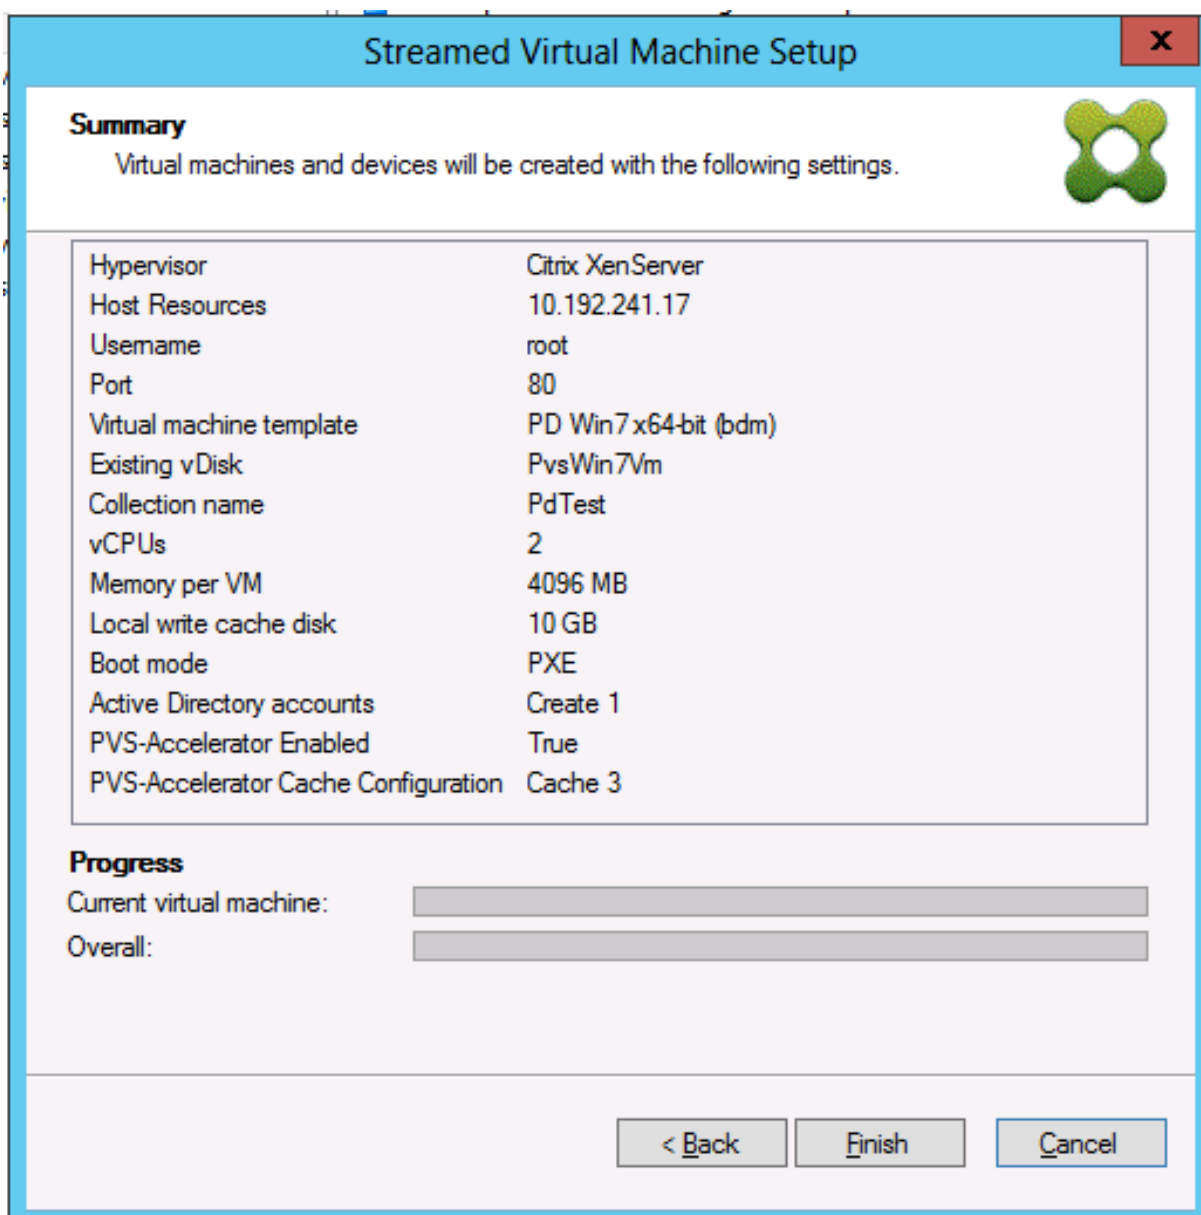 Streamed Virtual Machine Setup
x
Summary
Virtual machines and devices will be created with the following settings.
Hypervisor Citrix XenServer
Host Resources 10.192.241.17
Username root
Port 80
Virtual machine template PD Win7 x64-bit (bdm)
Existing vDisk PvsWin7Vm
Collection name PdTest
vCPUs 2
Memory per VM 4096 MB
Local write cache disk 10 GB
Boot mode PXE
Active Directory accounts Create 1
PVS-Accelerator Enabled True
PVS-Accelerator Cache Configuration Cache 3
Progress
Current virtual machine:
Overall:
< Back Finish Cancel